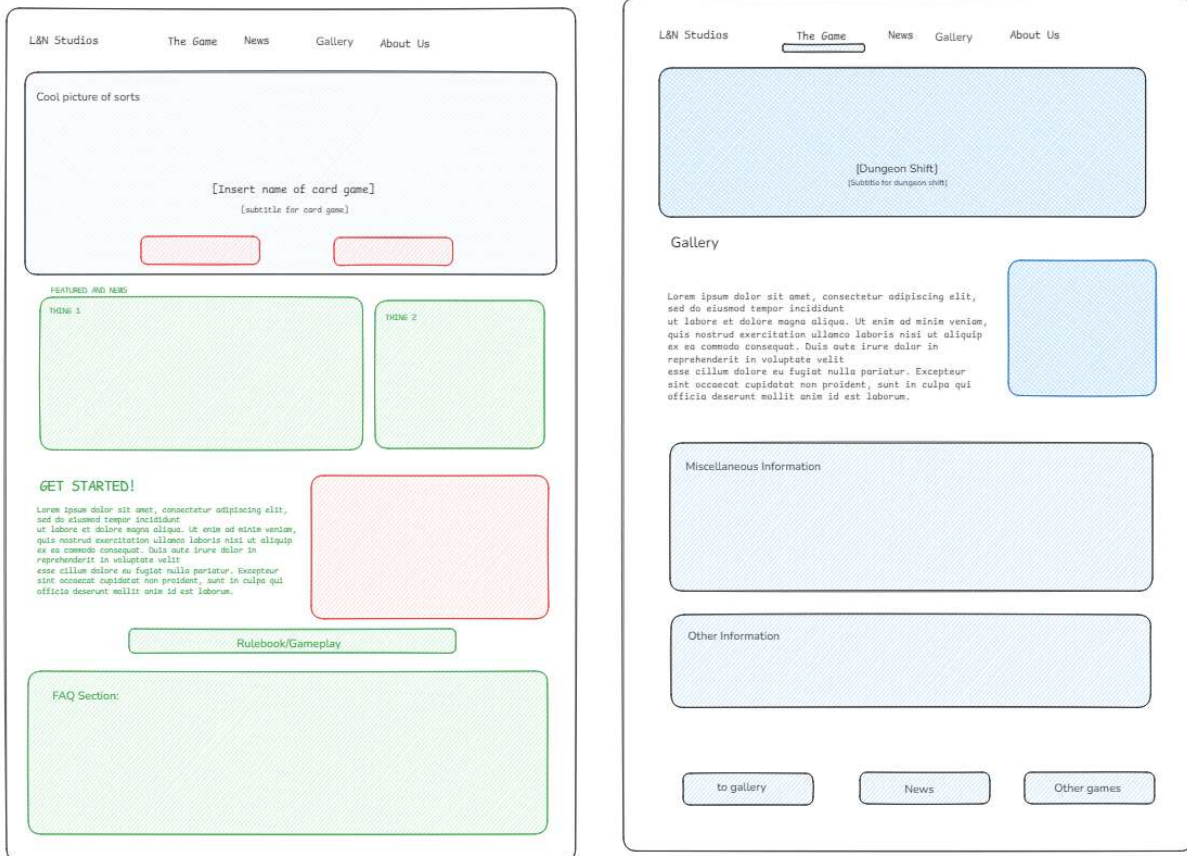 L&N Studios The Game News Gallery About Us
Cool picture of sorts
[Insert name of card game]
[subtitle for card game]
FEATURED AND NEWS
THING 1
THING 2
GET STARTED!
Lorem ipsum dolor sit amet, consectetur adipiscing elit,
sed do eiusmod tempor incididunt
ut labore et dolore magna aliqua. Ut enim ad minim veniam,
quis nostrud exercitation ullamco laboris nisi ut aliquip
ex ea commodo consequat. Duis aute irure dolor in
reprehenderit in voluptate velit
esse cillum dolore eu fugiat nulla pariatur. Excepteur
sint occaecat cupidatat non proident, sunt in culpa qui
officia deserunt mollit anim id est laborum.
Rulebook/Gameplay
FAQ Section:
L&N Studios The Game News Gallery About Us
[Dungeon Shift]
[Subtitle for dungeon shift]
Gallery
Lorem ipsum dolor sit amet, consectetur adipiscing elit,
sed do eiusmod tempor incididunt
ut labore et dolore magna aliqua. Ut enim ad minim veniam,
quis nostrud exercitation ullamco laboris nisi ut aliquip
ex ea commodo consequat. Duis aute irure dolor in
reprehenderit in voluptate velit
esse cillum dolore eu fugiat nulla pariatur. Excepteur
sint occaecat cupidatat non proident, sunt in culpa qui
officia deserunt mollit anim id est laborum.
Miscellaneous Information
Other Information
to gallery
News
Other games